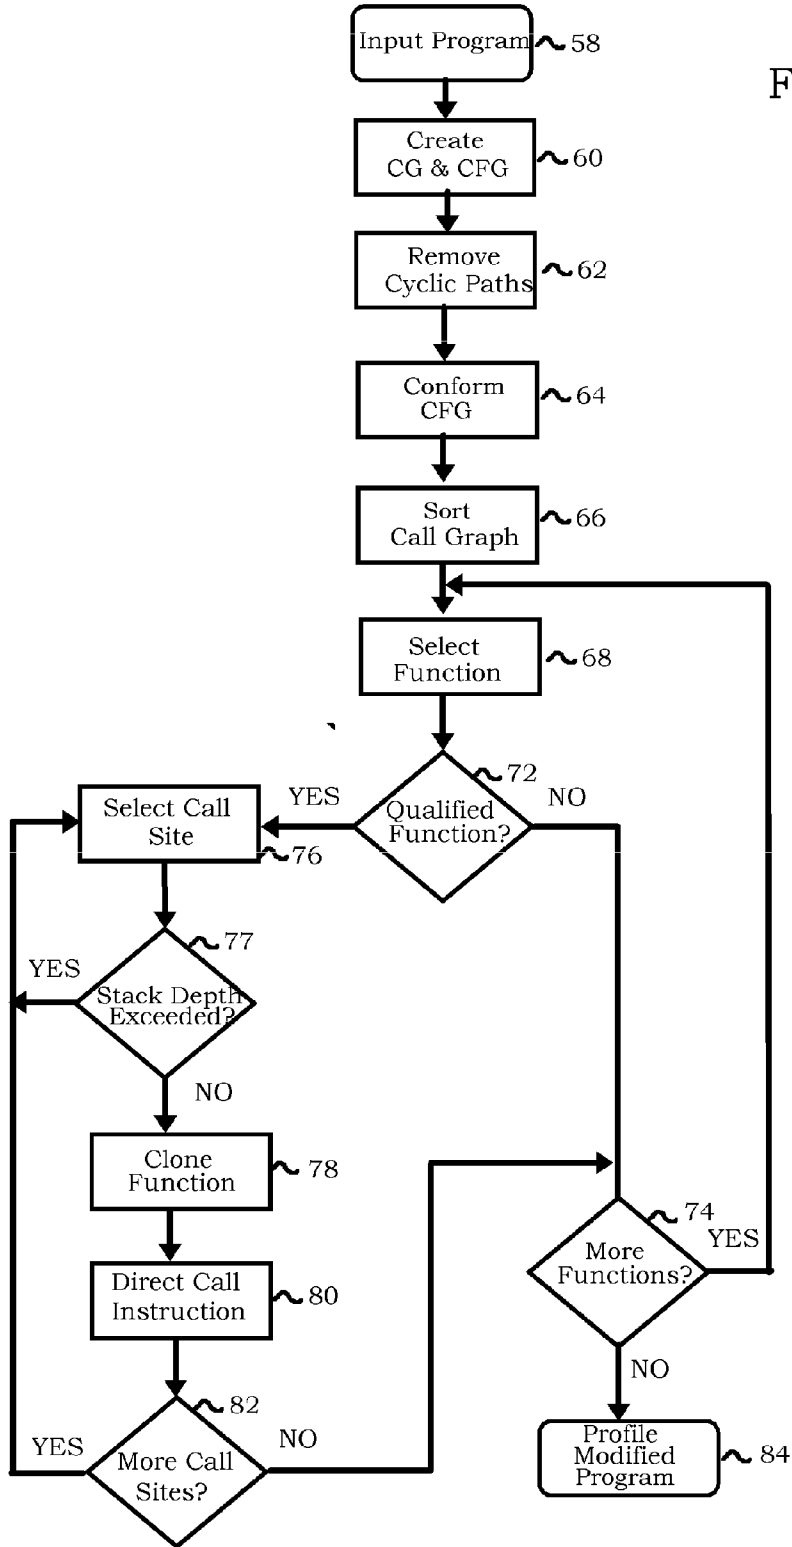 Input Program 58
F
Create
CG & CFG 60
Remove
Cyclic Paths 62
Conform
CFG 64
Sort
Call Graph 66
Select
Function 68
72
Qualified
Function?
YES
NO
Select Call
Site
76
77
YES
Stack Depth
Exceeded?
NO
Clone
Function 78
Direct Call
Instruction 80
82
YES
More Call
Sites?
NO
74
More
Functions?
YES
NO
Profile
Modified
Program 84